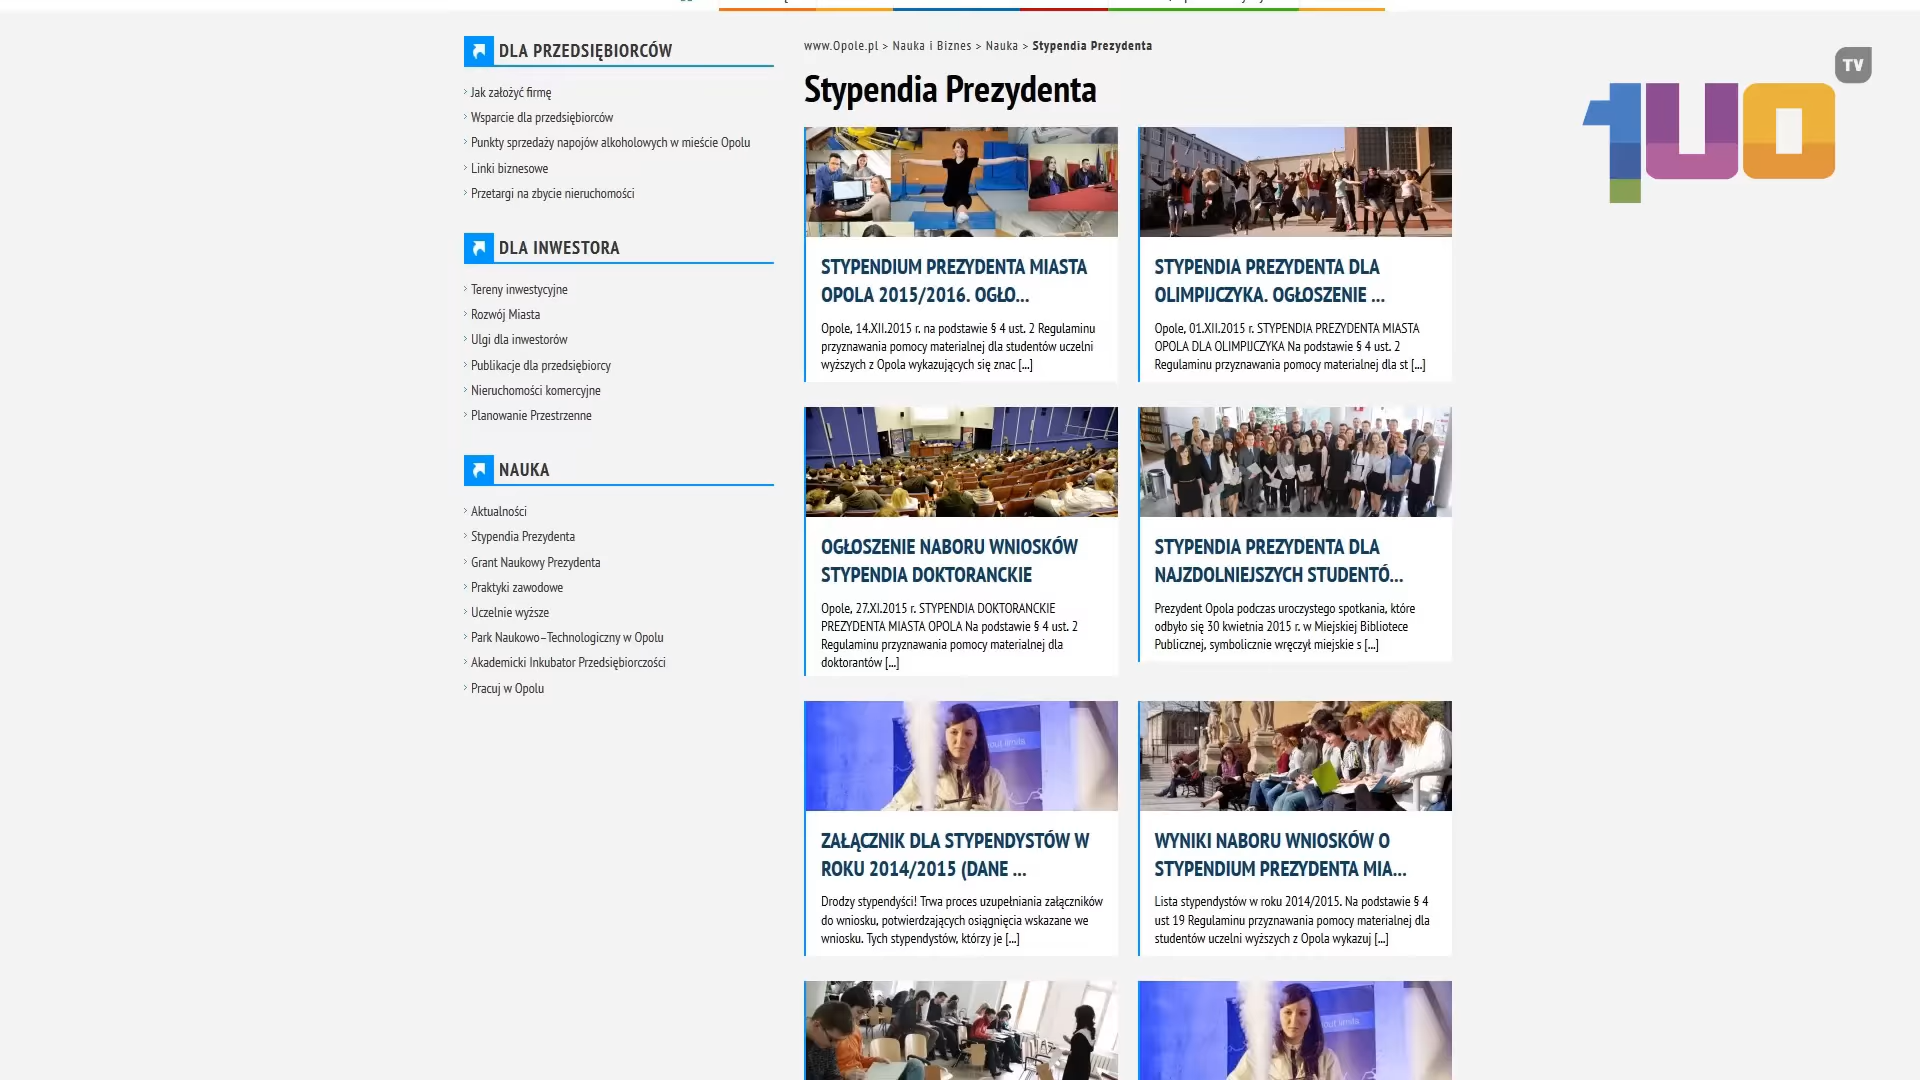 DLA PRZEDSIĘBIORCÓW
Jak założyć firmę
Wsparcie dla przedsiębiorców
Punkty sprzedaży napojów alkoholowych w mieście Opolu
Linki biznesowe
Przetargi na zbycie nieruchomości
DLA INWESTORA
Tereny inwestycyjne
Rozwój Miasta
Ulgi dla inwestorów
Publikacje dla przedsiębiorcy
Nieruchomości komercyjne
Planowanie Przestrzenne
NAUKA
Aktualności
Stypendia Prezydenta
Grant Naukowy Prezydenta
Praktyki zawodowe
Uczelnie wyższe
Park Naukowo–Technologiczny w Opolu
Akademicki Inkubator Przedsiębiorczości
Pracuj w Opolu
www.Opole.pl > Nauka i Biznes > Nauka > Stypendia Prezydenta
Stypendia Prezydenta
STYPENDIUM PREZYDENTA MIASTA
OPOLA 2015/2016. OGŁO...
Opole, 14.XII.2015 r. na podstawie § 4 ust. 2 Regulaminu
przyznawania pomocy materialnej dla studentów uczelni
wyższych z Opola wykazujących się znac [...]
STYPENDIA PREZYDENTA DLA
OLIMPIJCZYKA. OGŁOSZENIE ...
Opole, 01.XII.2015 r. STYPENDIA PREZYDENTA MIASTA
OPOLA DLA OLIMPIJCZYKA Na podstawie § 4 ust. 2
Regulaminu przyznawania pomocy materialnej dla st [...]
OGŁOSZENIE NABORU WNIOSKÓW
STYPENDIA DOKTORANCKIE
Opole, 27.XI.2015 r. STYPENDIA DOKTORANCKIE
PREZYDENTA MIASTA OPOLA Na podstawie § 4 ust. 2
Regulaminu przyznawania pomocy materialnej dla
doktorantów [...]
STYPENDIA PREZYDENTA DLA
NAJZDOLNIEJSZYCH STUDENTÓ...
Prezydent Opola podczas uroczystego spotkania, które
odbyło się 30 kwietnia 2015 r. w Miejskiej Bibliotece
Publicznej, symbolicznie wręczył miejskie s [...]
out limits
ZAŁĄCZNIK DLA STYPENDYSTÓW W
ROKU 2014/2015 (DANE ...
Drodzy stypendyści! Trwa proces uzupełniania załączników
do wniosku, potwierdzających osiągnięcia wskazane we
wniosku. Tych stypendystów, którzy je [...]
WYNIKI NABORU WNIOSKÓW O
STYPENDIUM PREZYDENTA MIA...
Lista stypendystów w roku 2014/2015. Na podstawie § 4
ust 19 Regulaminu przyznawania pomocy materialnej dla
studentów uczelni wyższych z Opola wykazuj [...]
out limits
TV
1UO